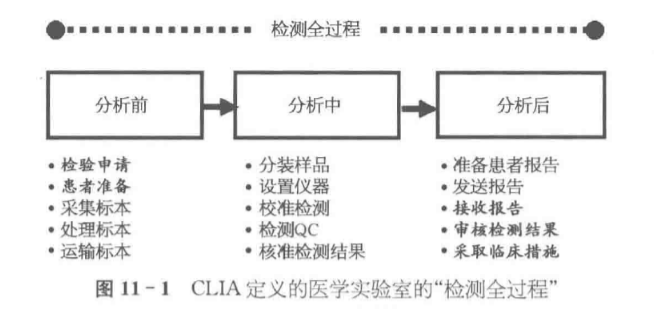 检测全过程
分析前
分析中
分析后
• 检验申请
• 患者准备
• 采集标本
• 处理标本
• 运输标本
• 分装样品
• 设置仪器
• 校准检测
• 检测QC
• 核准检测结果
• 准备患者报告
• 发送报告
• 接收报告
• 审核检测结果
• 采取临床措施
图 11-1 CLIA 定义的医学实验室的“检测全过程”